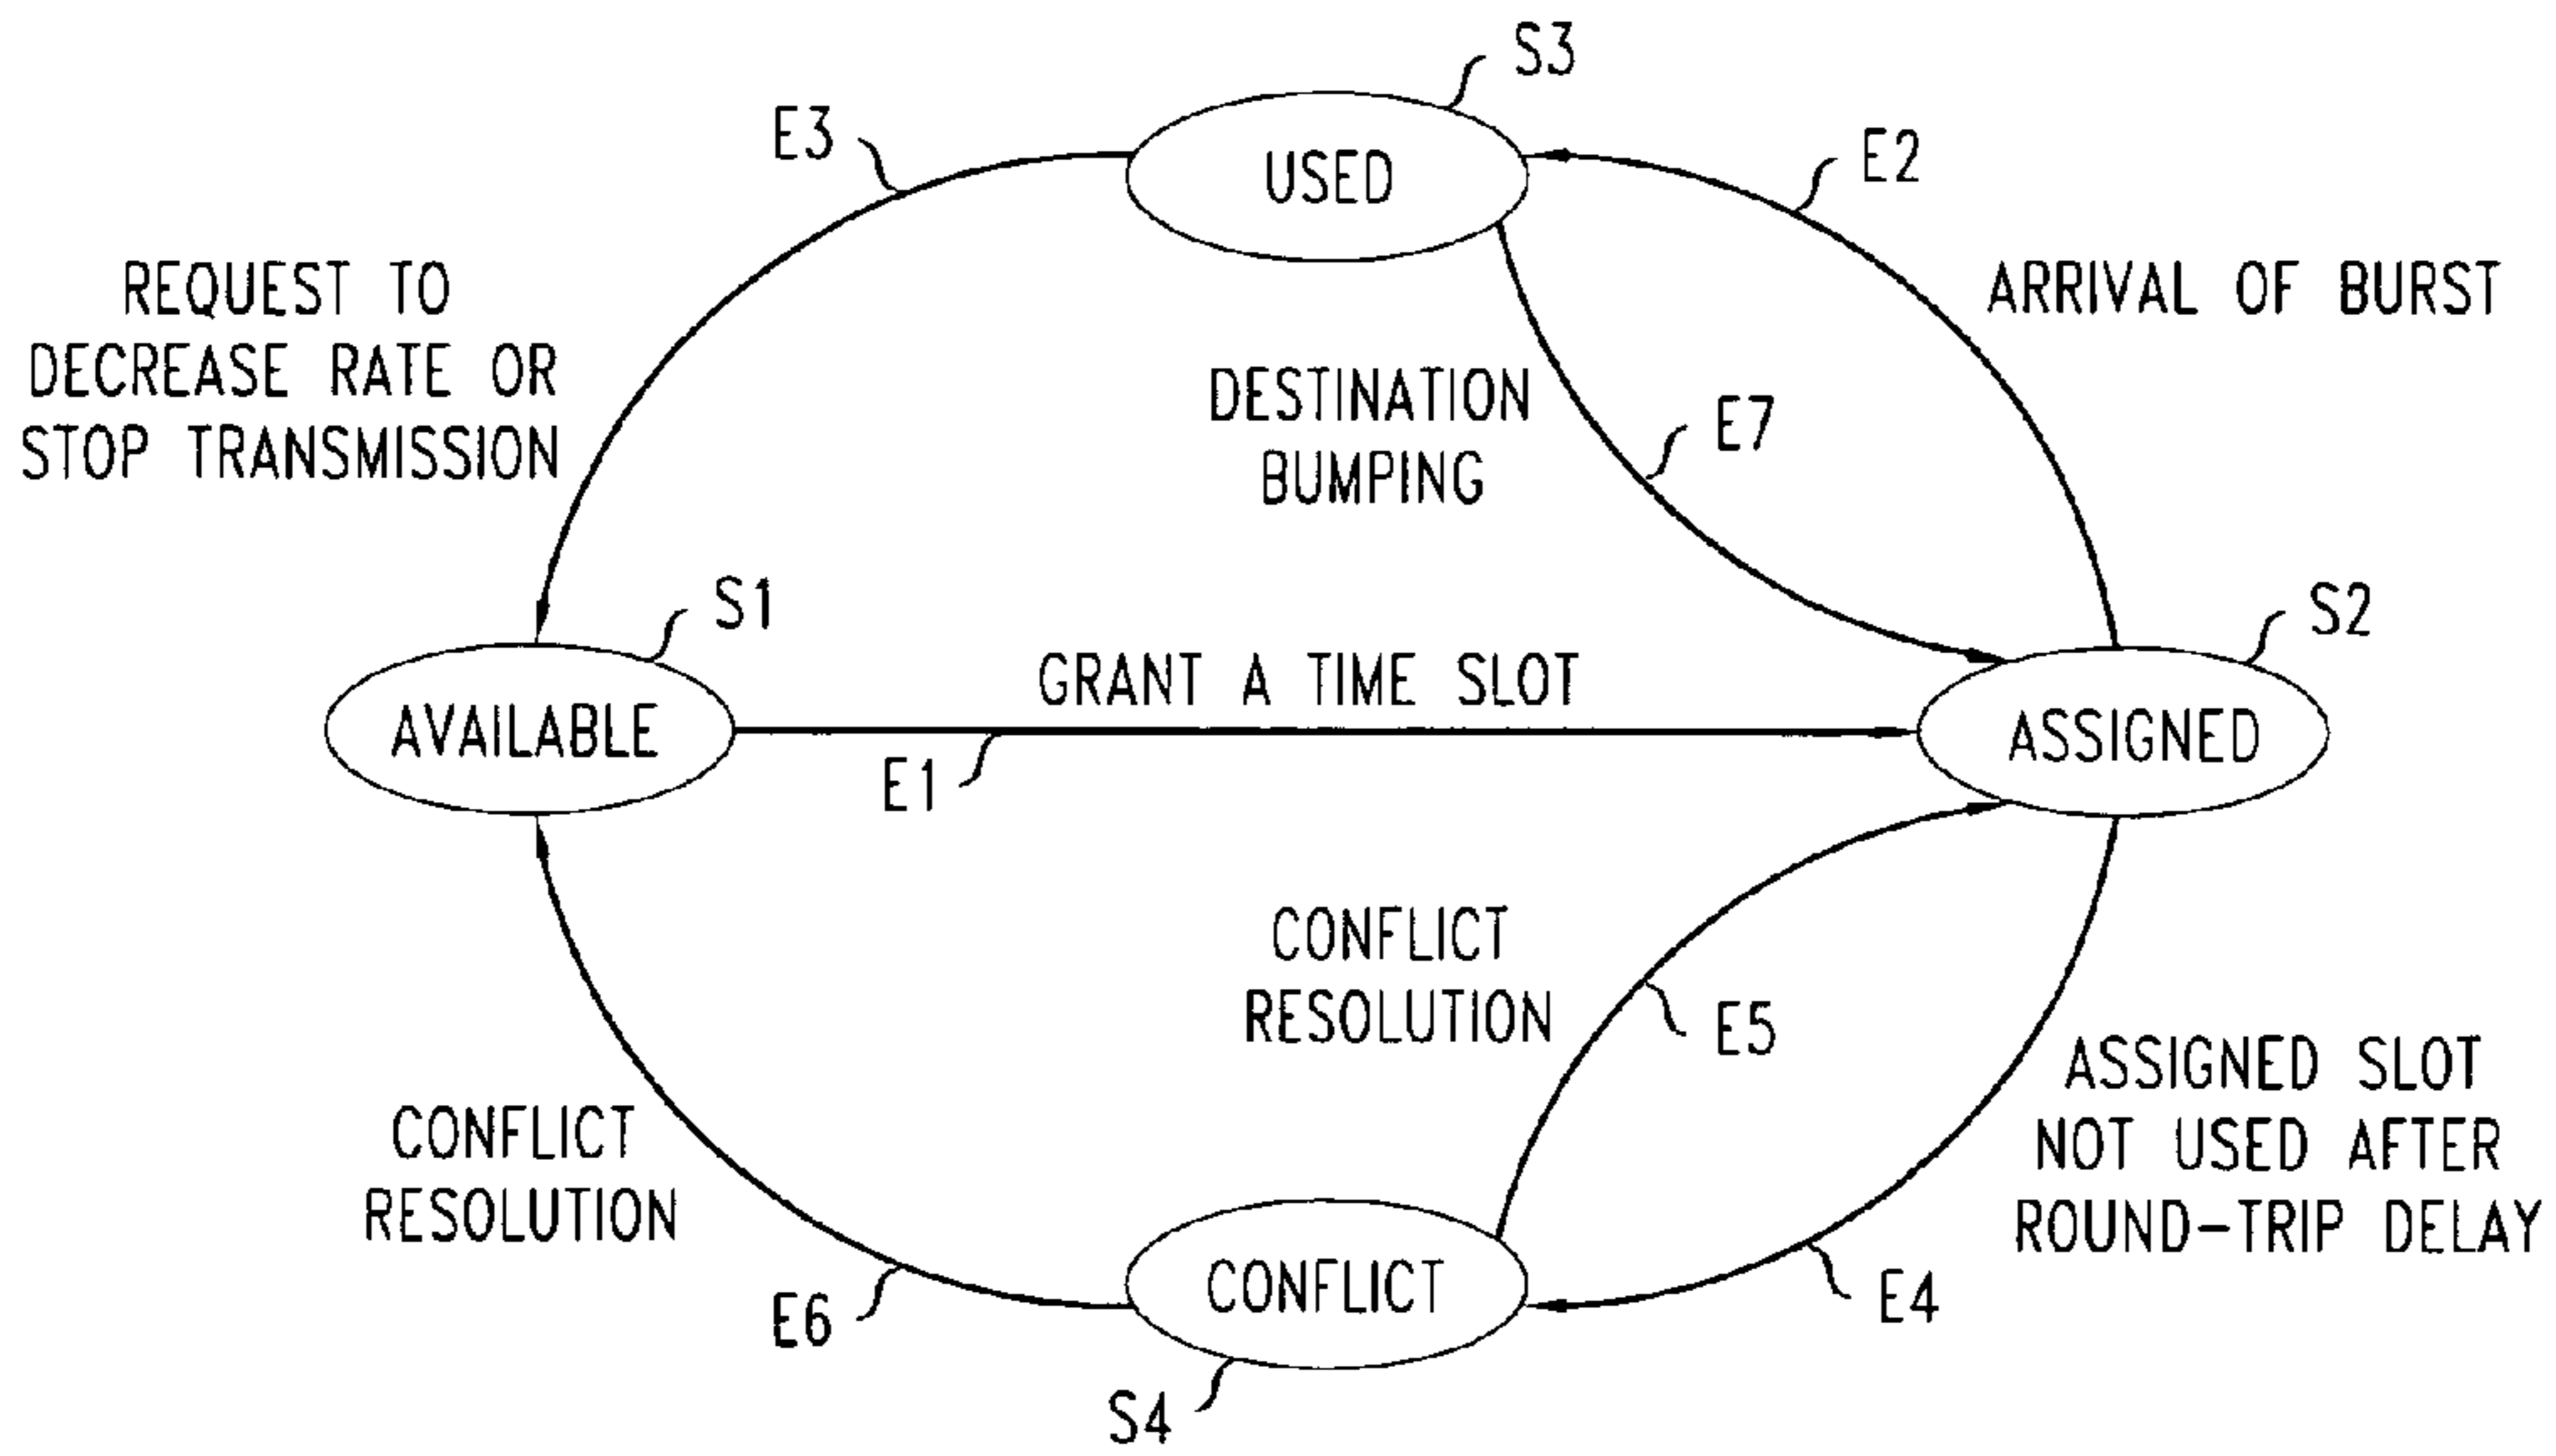 S3
E3
USED
E2
REQUEST TO
DECREASE RATE OR
STOP TRANSMISSION
ARRIVAL OF BURST
DESTINATION
BUMPING
E7
S1
S2
GRANT A TIME SLOT
AVAILABLE
ASSIGNED
E1
CONFLICT
RESOLUTION
E5
ASSIGNED SLOT
NOT USED AFTER
ROUND-TRIP DELAY
CONFLICT
RESOLUTION
CONFLICT
E6
E4
S4